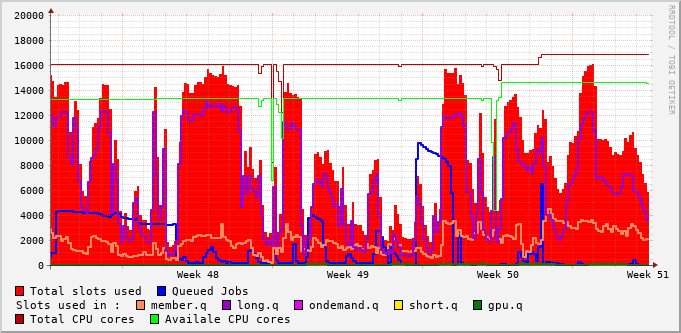 20000
18000
16000
14000
12000
10000
8000
6000
4000
2000
0
Week 48 Week 49 Week 50 Week 51
Total slots used Queued Jobs
Slots used in : member.q long.q ondemand.q short.q gpu.q
Total CPU cores Availale CPU cores
RRDTOOL / TOBI OETIKER